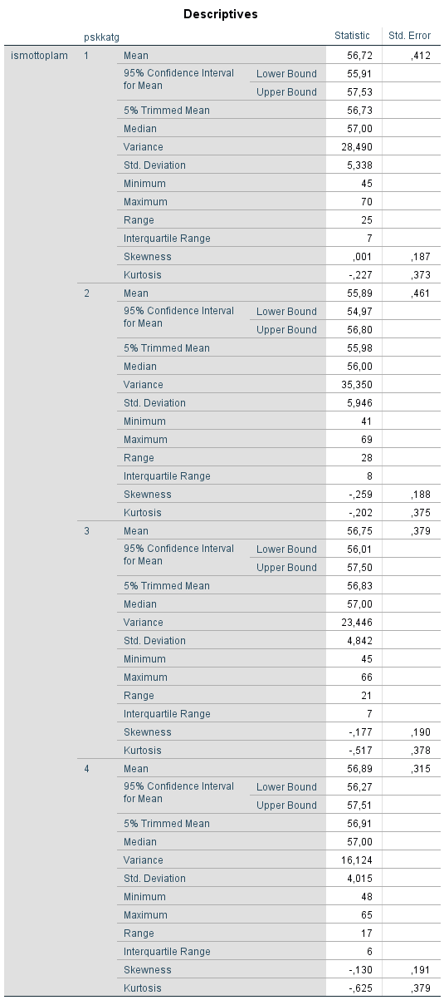 Descriptives
pskkatg Statistic Std. Error
ismottoplam 1 Mean 56,72 ,412
95% Confidence Interval for Mean Lower Bound 55,91
Upper Bound 57,53
5% Trimmed Mean 56,73
Median 57,00
Variance 28,490
Std. Deviation 5,338
Minimum 45
Maximum 70
Range 25
Interquartile Range 7
Skewness ,001 ,187
Kurtosis -,227 ,373
2 Mean 55,89 ,461
95% Confidence Interval for Mean Lower Bound 54,97
Upper Bound 56,80
5% Trimmed Mean 55,98
Median 56,00
Variance 35,350
Std. Deviation 5,946
Minimum 41
Maximum 69
Range 28
Interquartile Range 8
Skewness -,259 ,188
Kurtosis -,202 ,375
3 Mean 56,75 ,379
95% Confidence Interval for Mean Lower Bound 56,01
Upper Bound 57,50
5% Trimmed Mean 56,83
Median 57,00
Variance 23,446
Std. Deviation 4,842
Minimum 45
Maximum 66
Range 21
Interquartile Range 7
Skewness -,177 ,190
Kurtosis -,517 ,378
4 Mean 56,89 ,315
95% Confidence Interval for Mean Lower Bound 56,27
Upper Bound 57,51
5% Trimmed Mean 56,91
Median 57,00
Variance 16,124
Std. Deviation 4,015
Minimum 48
Maximum 65
Range 17
Interquartile Range 6
Skewness -,130 ,191
Kurtosis -,625 ,379